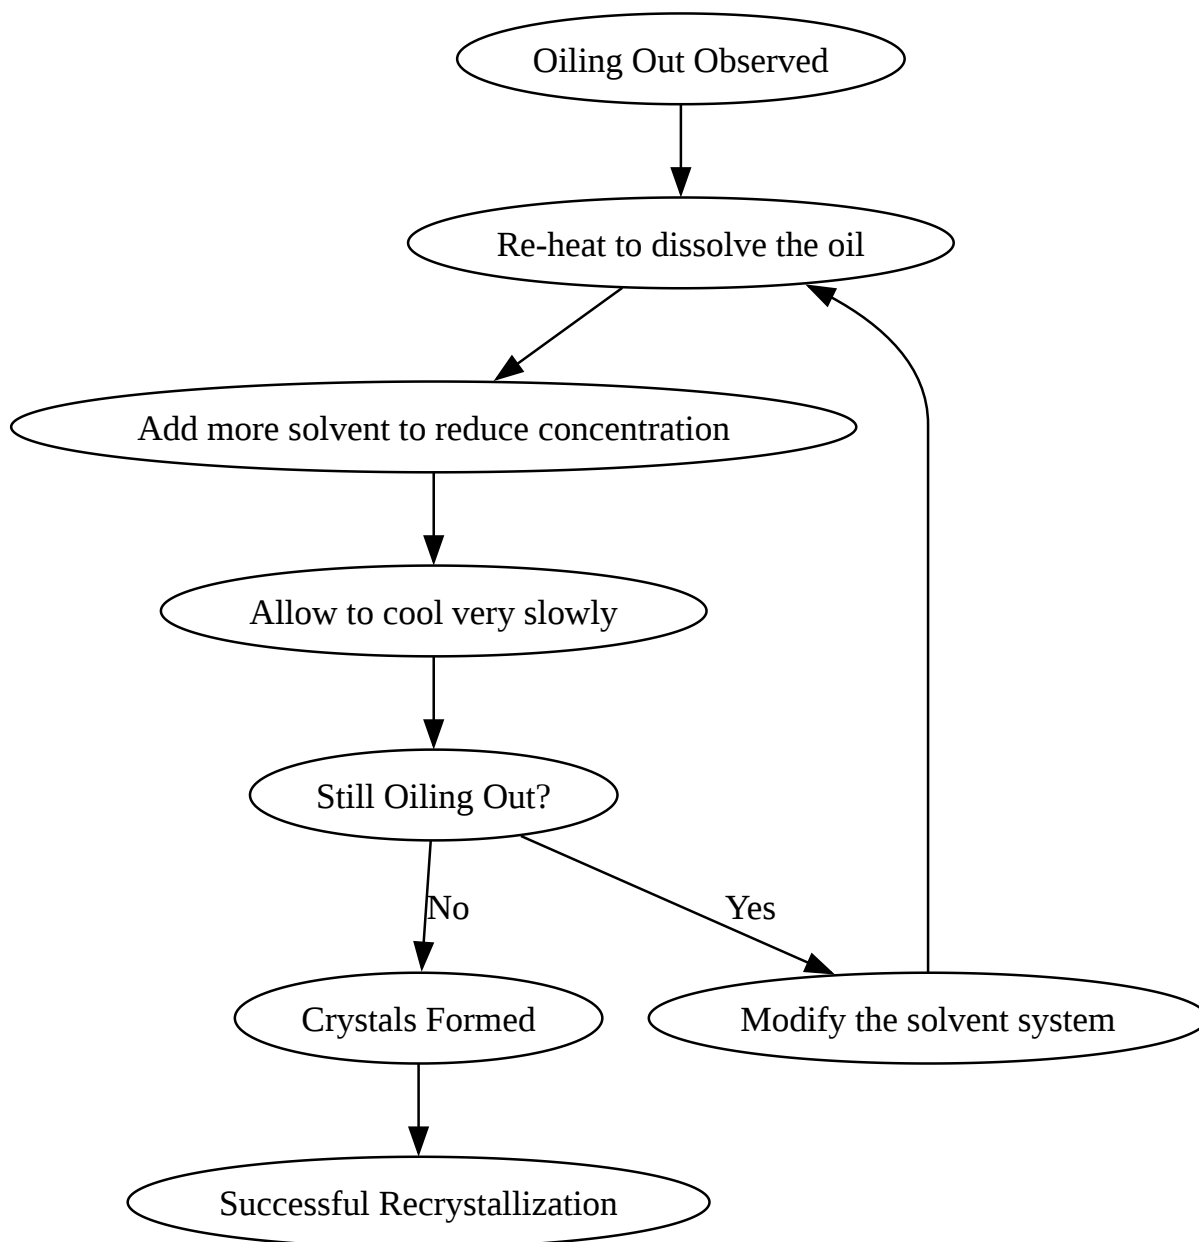 Oiling Out Observed
Re-heat to dissolve the oil
Add more solvent to reduce concentration
Allow to cool very slowly
Still Oiling Out?
No
Yes
Crystals Formed
Modify the solvent system
Successful Recrystallization